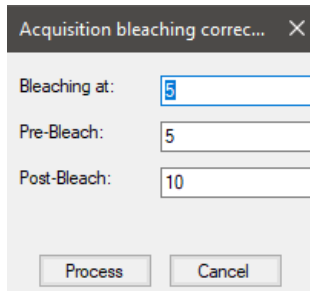 Acquisition bleaching correc...
Bleaching at: 5
Pre-Bleach: 5
Post-Bleach: 10
Process Cancel